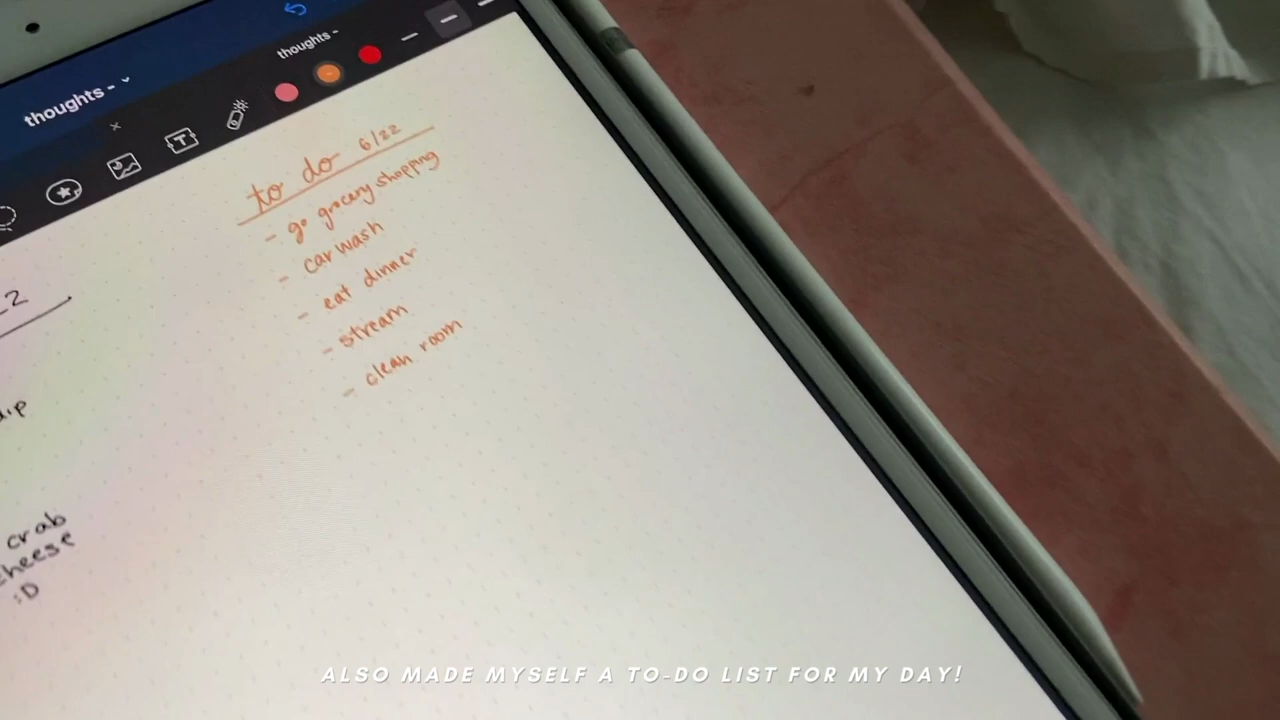 thoughts -
thoughts -
to do 6/22
- go grocery shopping
- car wash
- eat dinner
- stream
- clean room
crab
cheese
:D
ALSO MADE MYSELF A TO-DO LIST FOR MY DAY!